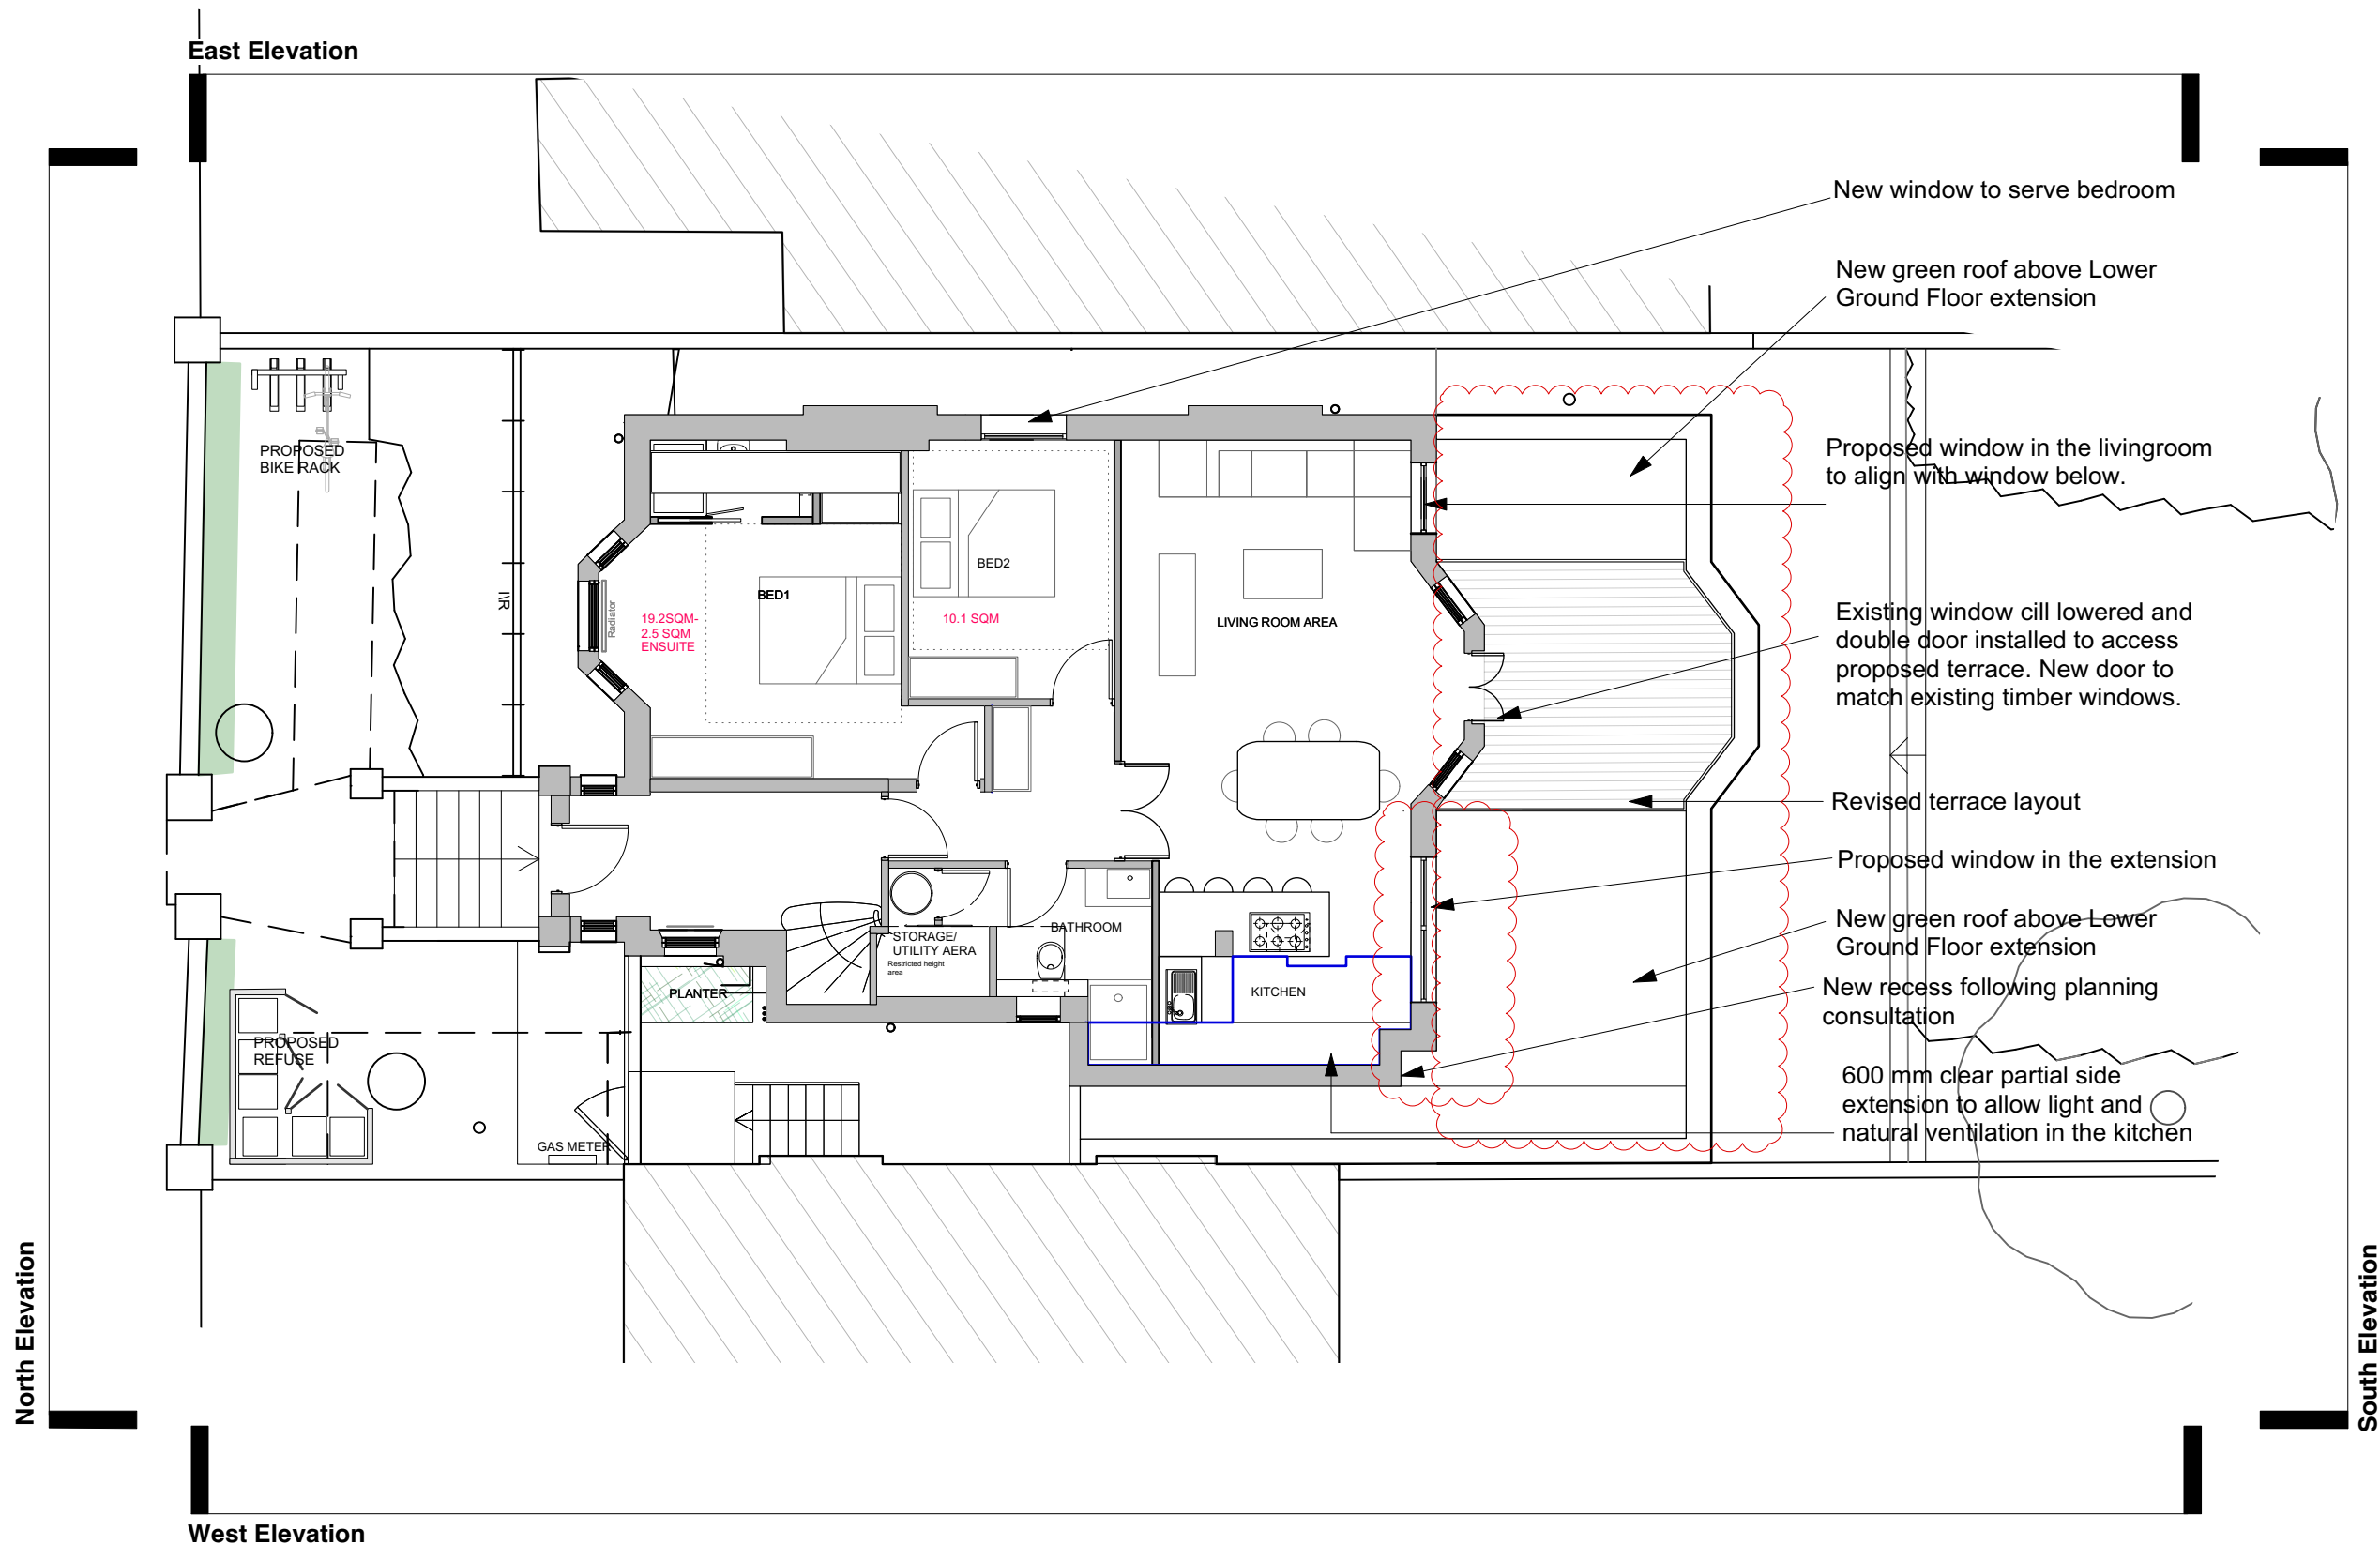 East Elevation
New window to serve bedroom
New green roof above Lower
Ground Floor extension
Proposed window in the livingroom
to align with window below.
Existing window cill lowered and
double door installed to access
proposed terrace. New door to
match existing timber windows.
Revised terrace layout
Proposed window in the extension
New green roof above Lower
Ground Floor extension
New recess following planning
consultation
600 mm clear partial side
extension to allow light and
natural ventilation in the kitchen
PROPOSED
BIKE RACK
I\R
Radiator
19.2SQM-
2.5 SQM
ENSUITE
BED1
BED2
10.1 SQM
LIVING ROOM AREA
STORAGE/
UTILITY AERA
Restricted height
area
BATHROOM
KITCHEN
PLANTER
PROPOSED
REFUSE
GAS METER
North Elevation
South Elevation
West Elevation